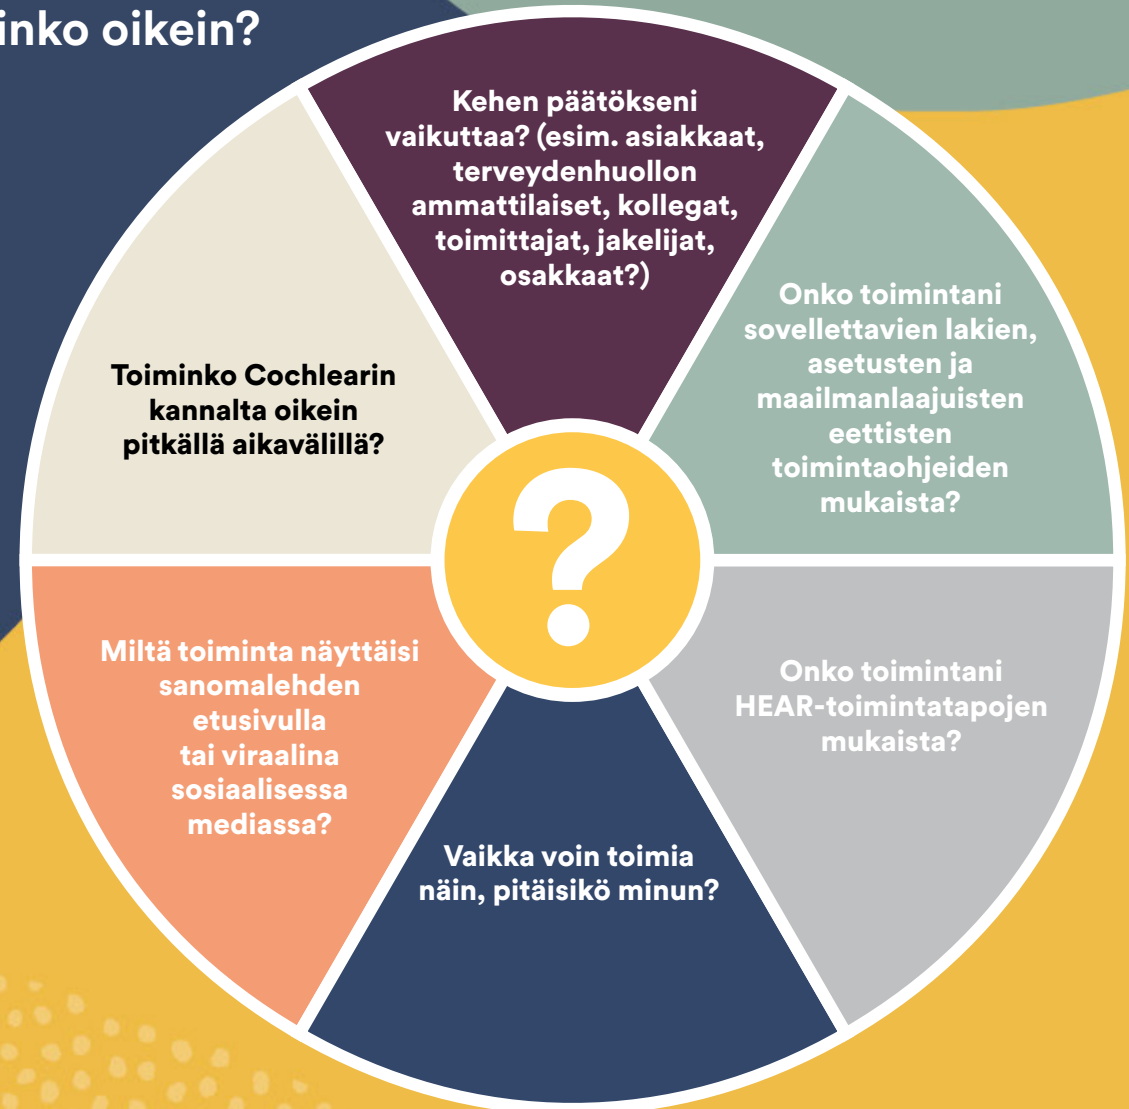 inko oikein?
Kehen päätökseni
vaikuttaa? (esim. asiakkaat,
terveydenhuollon
ammattilaiset, kollegat,
toimittajat, jakelijat,
osakkaat?)
Onko toimintani
sovellettavien lakien,
asetusten ja
maailmanlaajuisten
eettisten
toimintaohjeiden
mukaista?
Onko toimintani
HEAR-toimintatapojen
mukaista?
Vaikka voin toimia
näin, pitäisikö minun?
Miltä toiminta näyttäisi
sanomalehden
etusivulla
tai viraalina
sosiaalisessa
mediassa?
Toiminko Cochlearin
kannalta oikein
pitkällä aikavälillä?
?